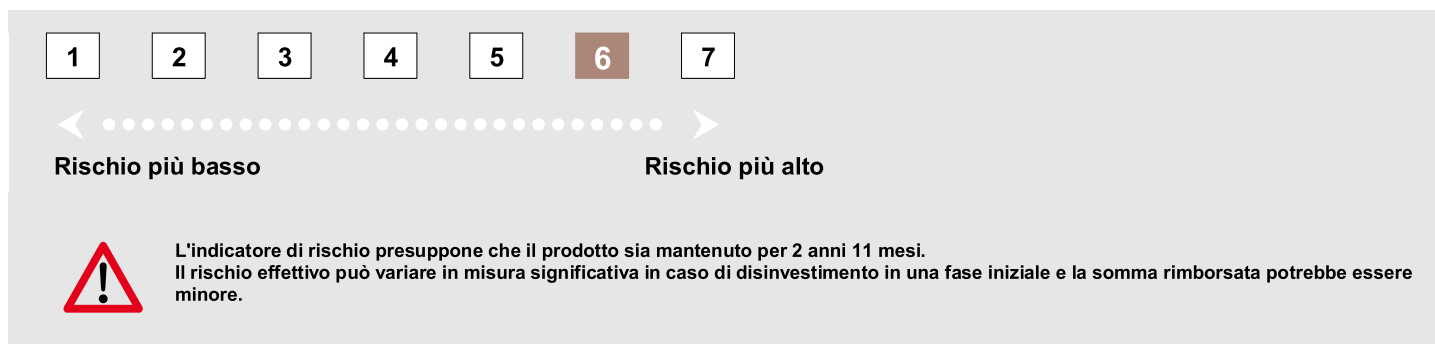 1 2 3 4 5 6 7
Rischio più basso Rischio più alto
L'indicatore di rischio presuppone che il prodotto sia mantenuto per 2 anni 11 mesi.
Il rischio effettivo può variare in misura significativa in caso di disinvestimento in una fase iniziale e la somma rimborsata potrebbe essere
minore.